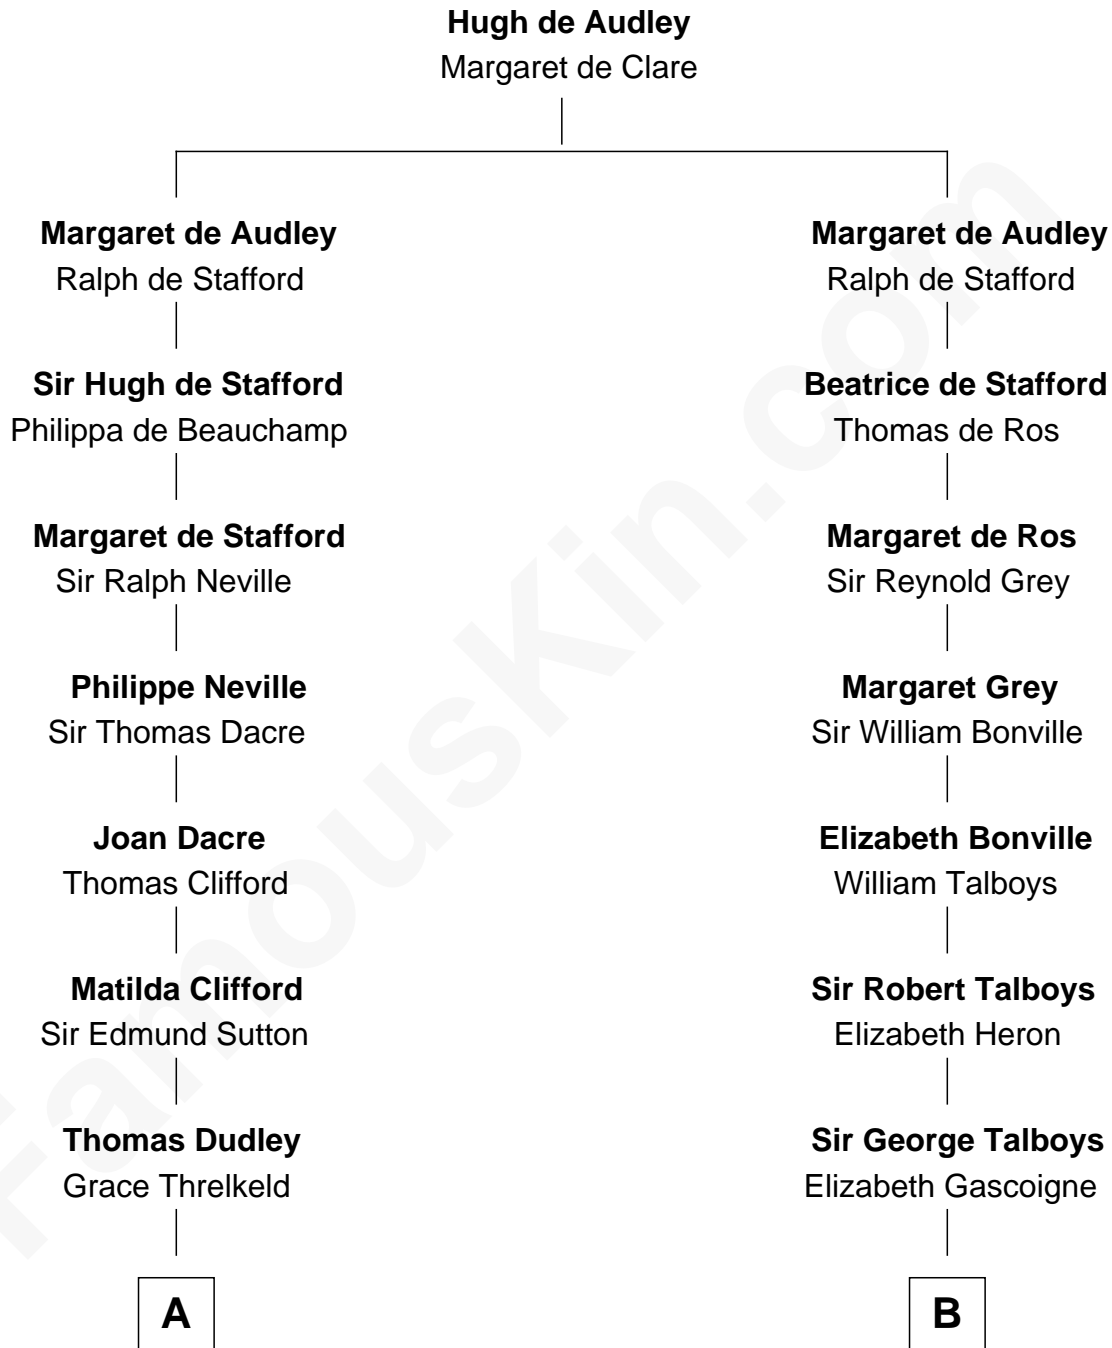 Hugh de Audley
Margaret de Clare
Margaret de Audley
Ralph de Stafford
Margaret de Audley
Ralph de Stafford
Sir Hugh de Stafford
Philippa de Beauchamp
Beatrice de Stafford
Thomas de Ros
Margaret de Stafford
Sir Ralph Neville
Margaret de Ros
Sir Reynold Grey
Philippe Neville
Sir Thomas Dacre
Margaret Grey
Sir William Bonville
Joan Dacre
Thomas Clifford
Elizabeth Bonville
William Talboys
Matilda Clifford
Sir Edmund Sutton
Sir Robert Talboys
Elizabeth Heron
Thomas Dudley
Grace Threlkeld
Sir George Talboys
Elizabeth Gascoigne
A
B
FamousKin.com